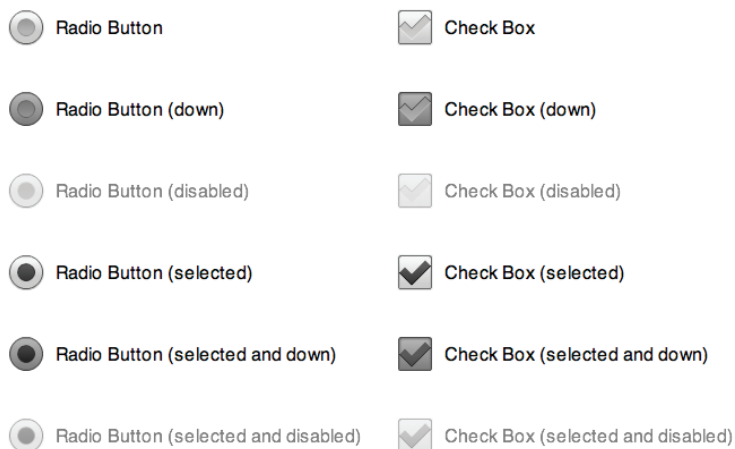 Radio Button
Check Box
Radio Button (down)
Check Box (down)
Radio Button (disabled)
Check Box (disabled)
Radio Button (selected)
Check Box (selected)
Radio Button (selected and down)
Check Box (selected and down)
Radio Button (selected and disabled)
Check Box (selected and disabled)